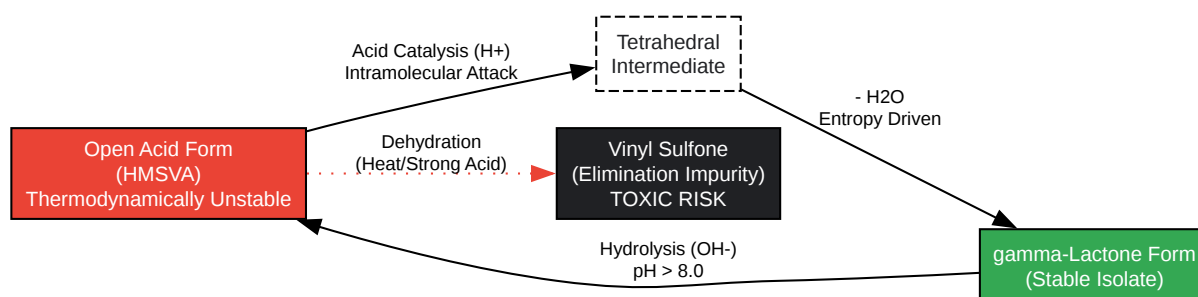 Acid Catalysis (H+)
Intramolecular Attack
Tetrahedral
Intermediate
- H2O
Entropy Driven
Open Acid Form
(HMSVA)
Thermodynamically Unstable
Dehydration
(Heat/Strong Acid)
Vinyl Sulfone
(Elimination Impurity)
TOXIC RISK
Hydrolysis (OH-)
pH > 8.0
gamma-Lactone Form
(Stable Isolate)